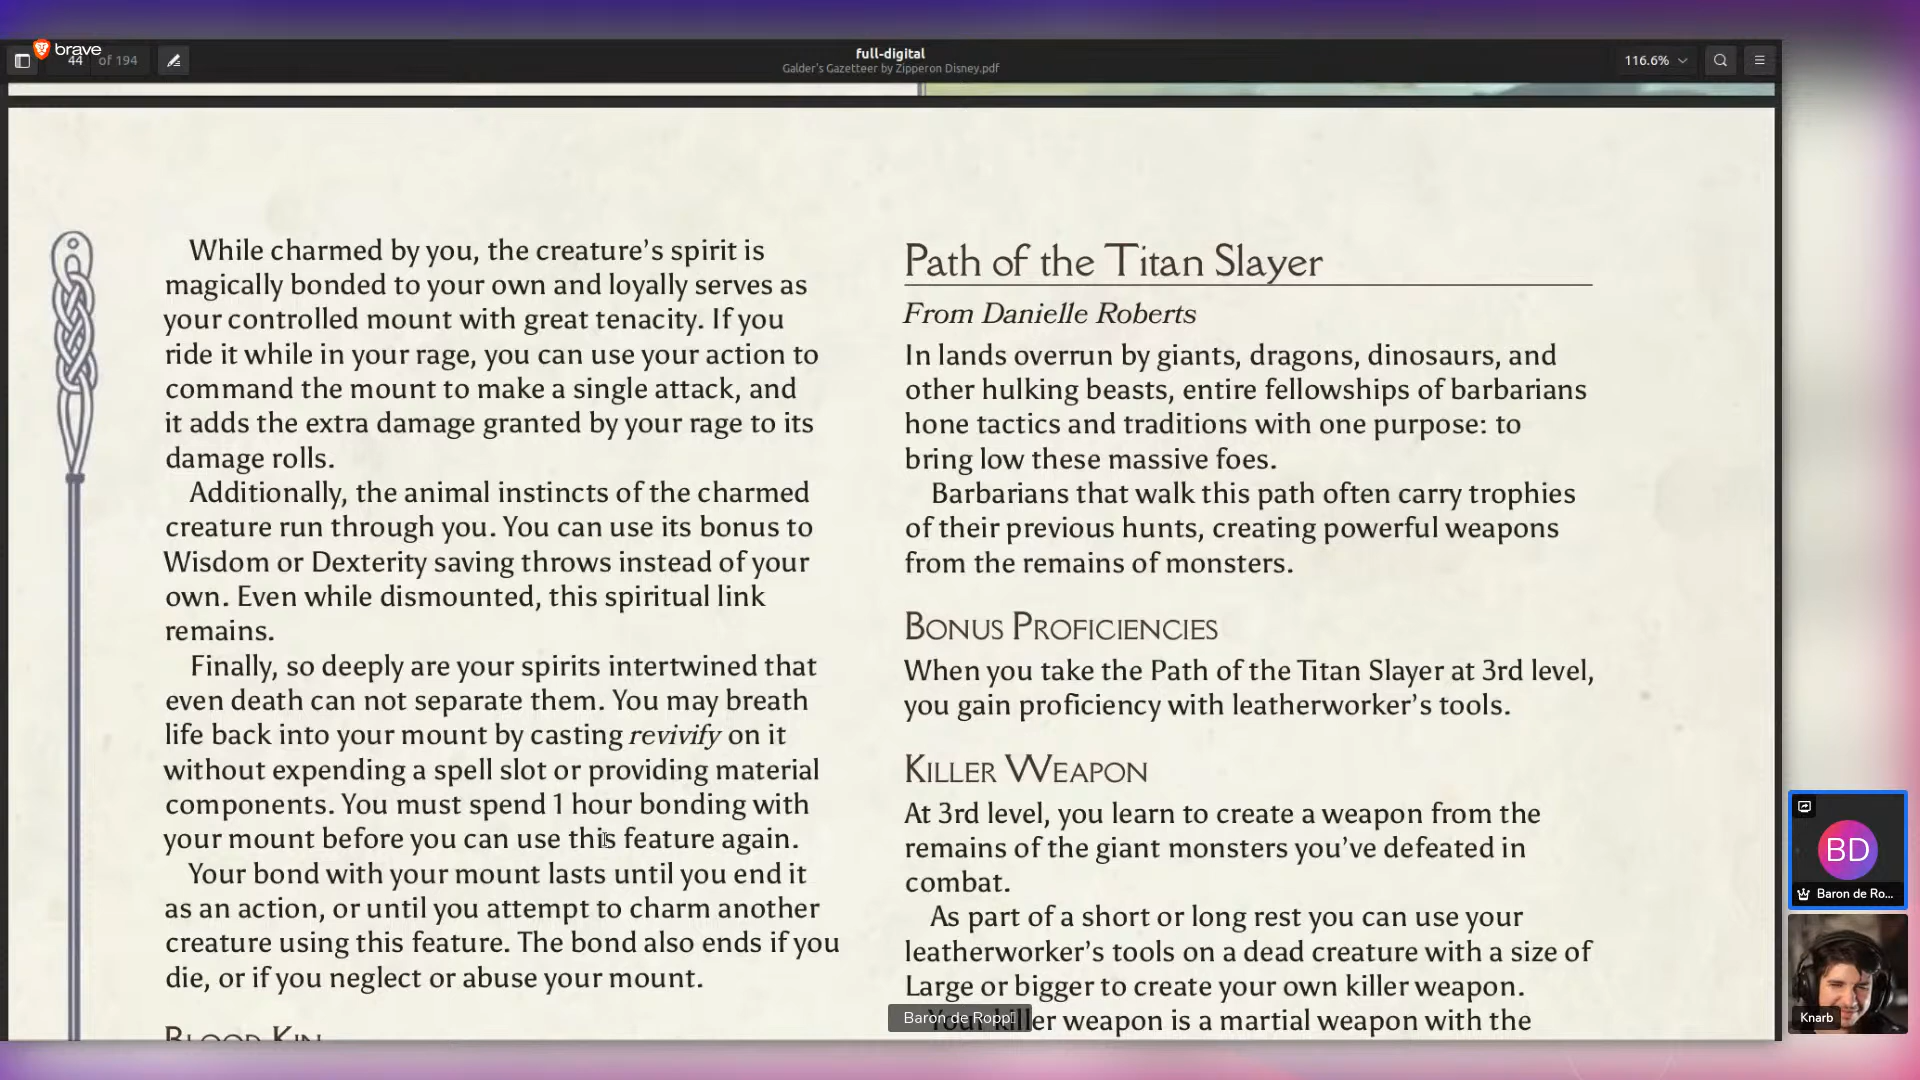 brave
44 of 194
full-digital
Galder's Gazetteer by Zipperon Disney.pdf
116.6%
While charmed by you, the creature's spirit is
magically bonded to your own and loyally serves as
your controlled mount with great tenacity. If you
ride it while in your rage, you can use your action to
command the mount to make a single attack, and
it adds the extra damage granted by your rage to its
damage rolls.
Additionally, the animal instincts of the charmed
creature run through you. You can use its bonus to
Wisdom or Dexterity saving throws instead of your
own. Even while dismounted, this spiritual link
remains.
Finally, so deeply are your spirits intertwined that
even death can not separate them. You may breath
life back into your mount by casting revivify on it
without expending a spell slot or providing material
components. You must spend 1 hour bonding with
your mount before you can use this feature again.
Your bond with your mount lasts until you end it
as an action, or until you attempt to charm another
creature using this feature. The bond also ends if you
die, or if you neglect or abuse your mount.
Blood Kin
Path of the Titan Slayer
From Danielle Roberts
In lands overrun by giants, dragons, dinosaurs, and
other hulking beasts, entire fellowships of barbarians
hone tactics and traditions with one purpose: to
bring low these massive foes.
Barbarians that walk this path often carry trophies
of their previous hunts, creating powerful weapons
from the remains of monsters.
Bonus Proficiencies
When you take the Path of the Titan Slayer at 3rd level,
you gain proficiency with leatherworker's tools.
Killer Weapon
At 3rd level, you learn to create a weapon from the
remains of the giant monsters you've defeated in
combat.
As part of a short or long rest you can use your
leatherworker's tools on a dead creature with a size of
Large or bigger to create your own killer weapon.
Your killer weapon is a martial weapon with the
Baron de Ropp
BD
Baron de Ro...
Knarb